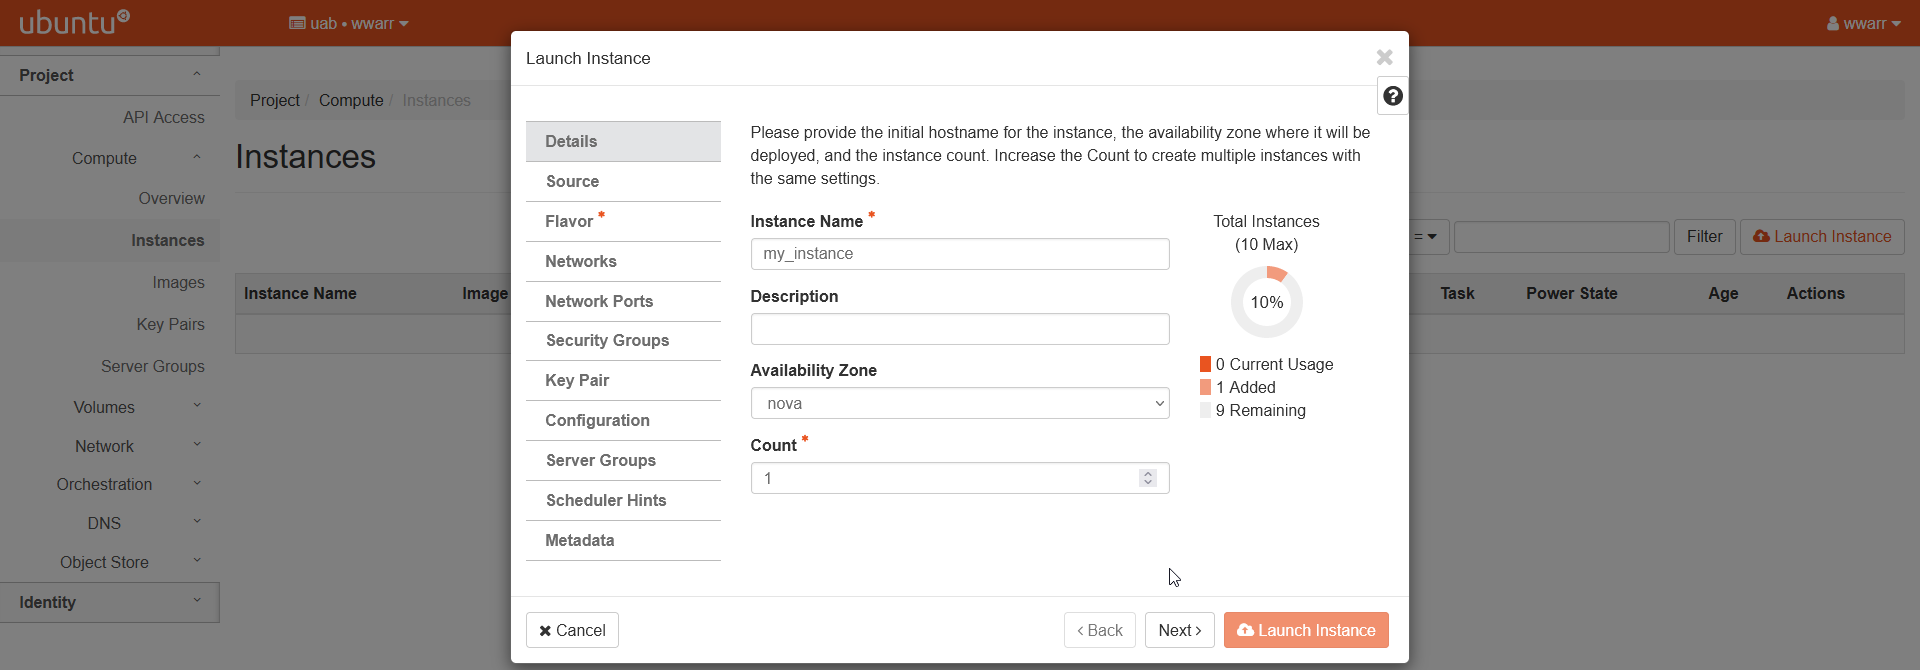 ubuntu
uab • wwarr
wwarr
Project
API Access
Compute
Overview
Instances
Images
Key Pairs
Server Groups
Volumes
Network
Orchestration
DNS
Object Store
Identity
Project / Compute / Instances
Instances
= Filter Launch Instance
Instance Name Image Task Power State Age Actions
Launch Instance
Details
Source
Flavor *
Networks
Network Ports
Security Groups
Key Pair
Configuration
Server Groups
Scheduler Hints
Metadata
Please provide the initial hostname for the instance, the availability zone where it will be
deployed, and the instance count. Increase the Count to create multiple instances with
the same settings.
Instance Name *
my_instance
Description
Availability Zone
nova
Count *
1
Total Instances
(10 Max)
10%
0 Current Usage
1 Added
9 Remaining
Cancel
< Back
Next >
Launch Instance